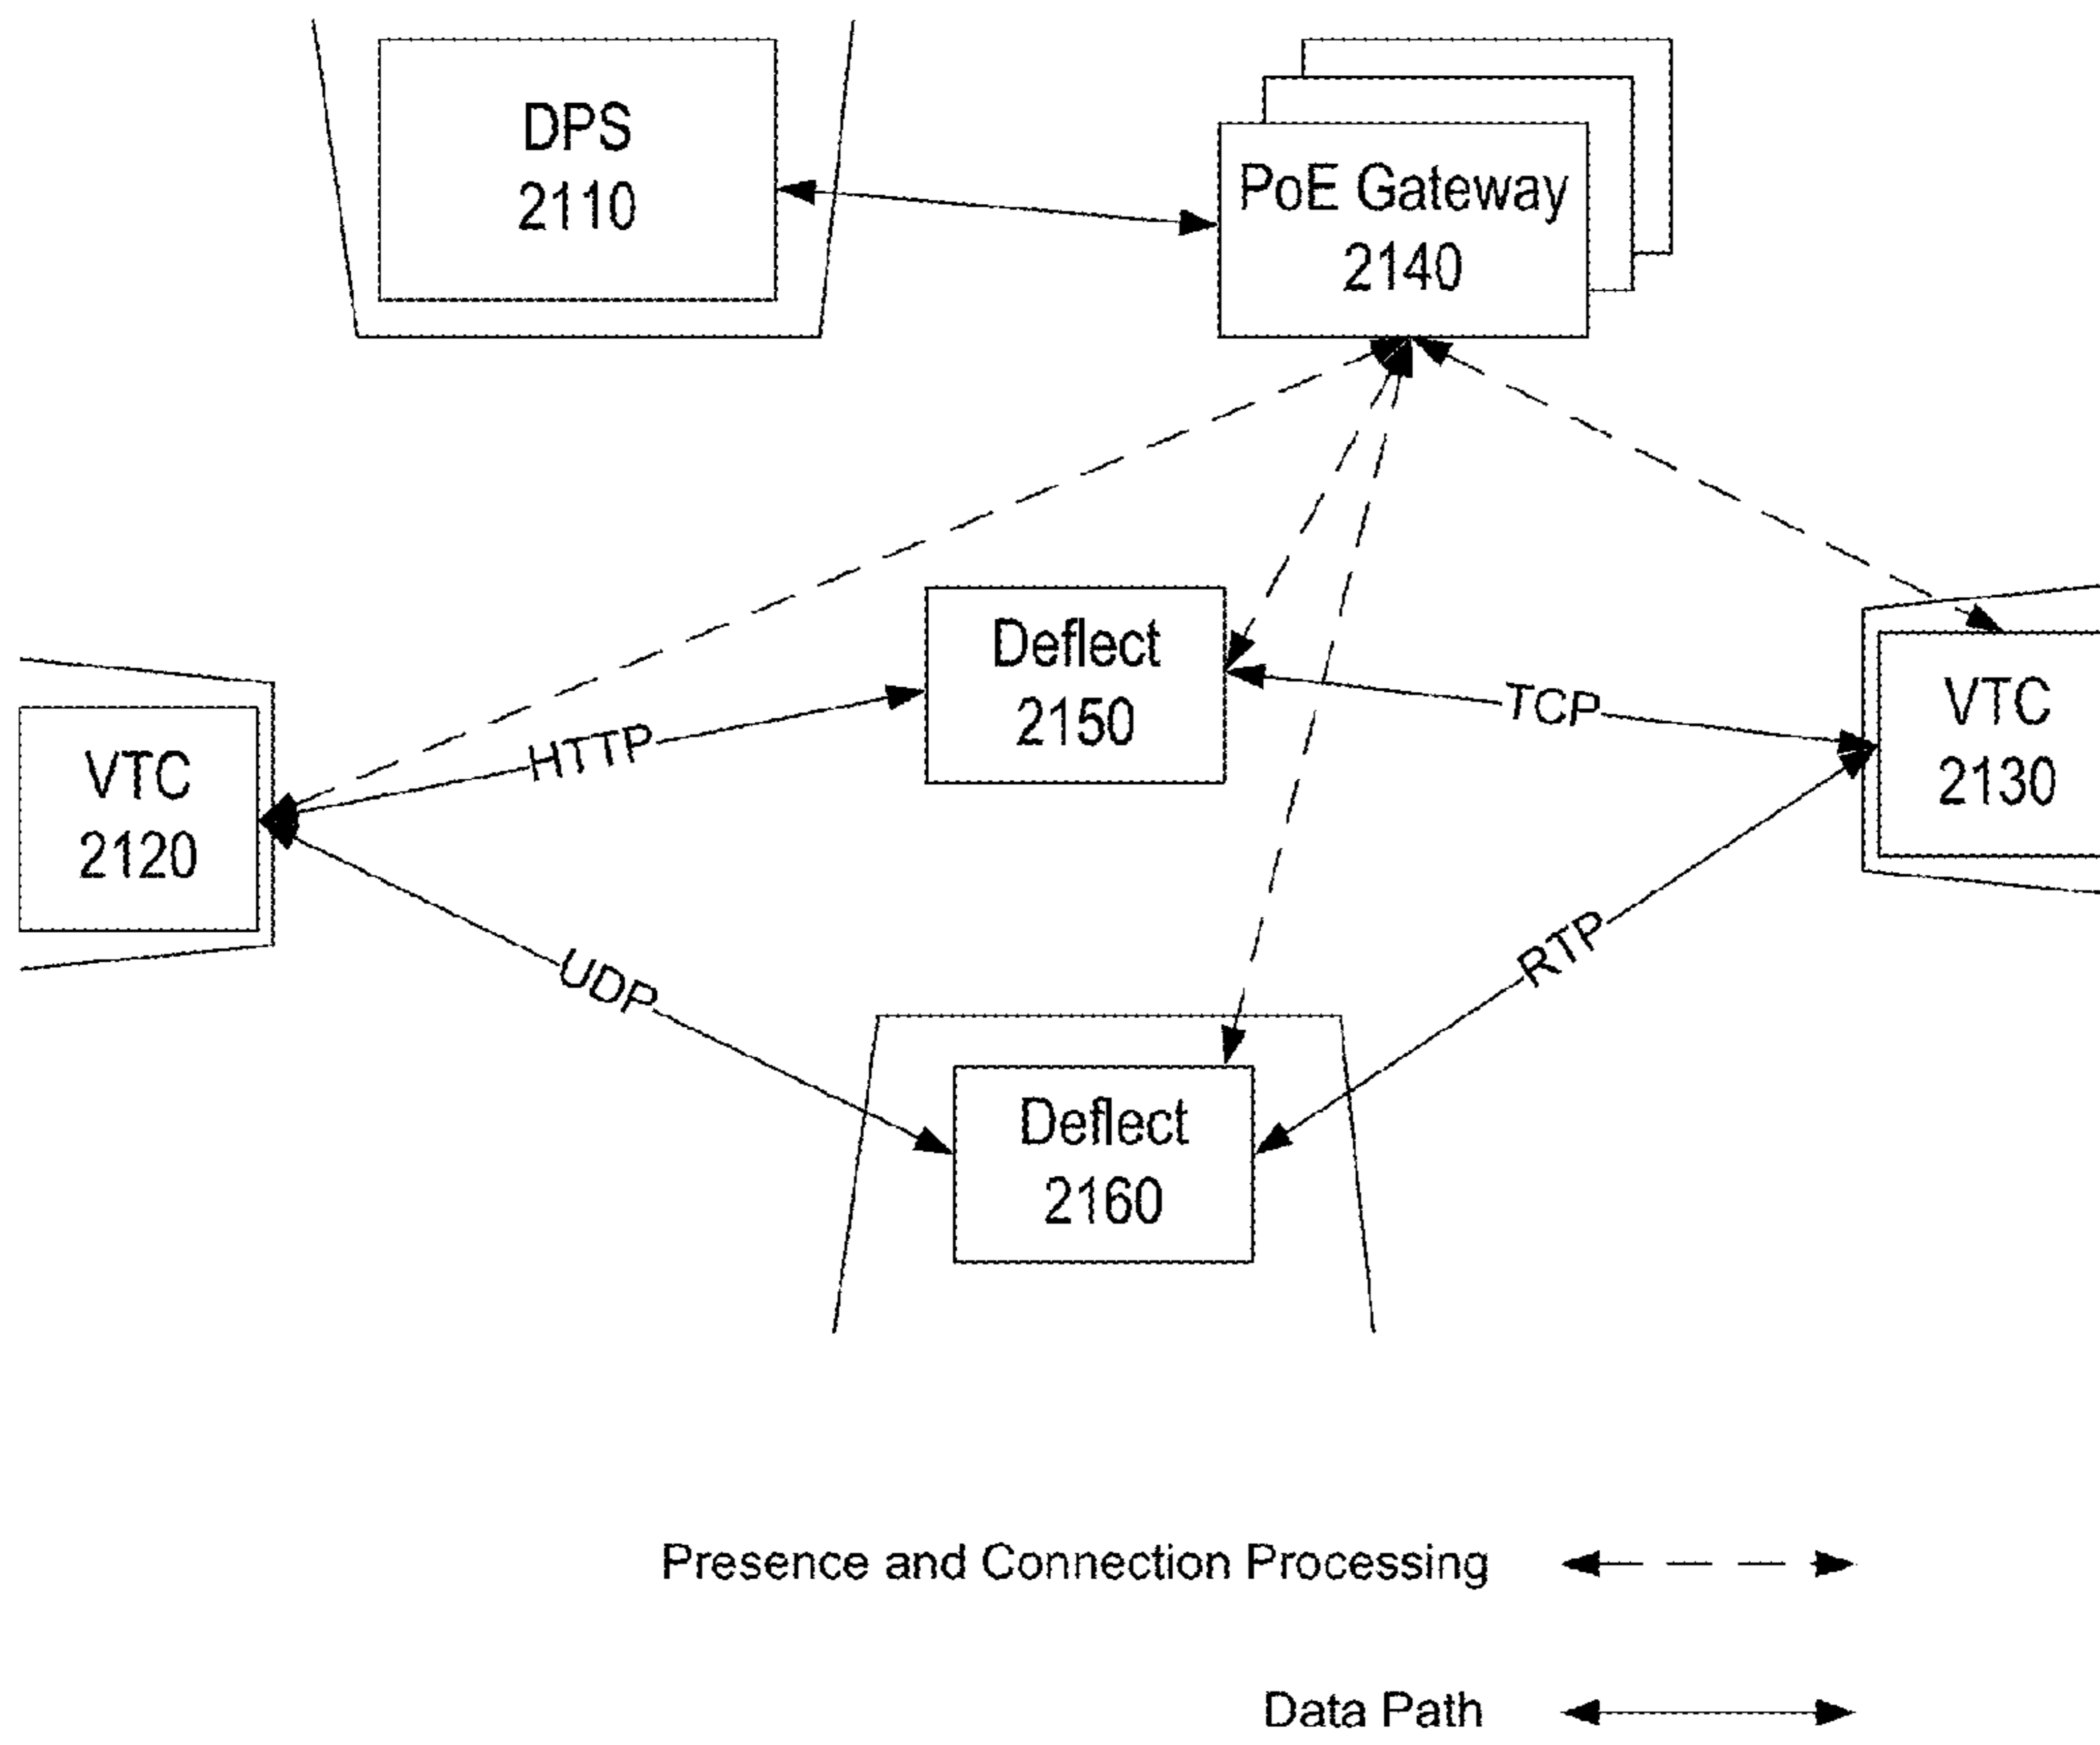 DPS
2110
PoE Gateway
2140
Deflect
2150
TCP
VTC
2130
HTTP
VTC
2120
UDP
RTP
Deflect
2160
Presence and Connection Processing
Data Path